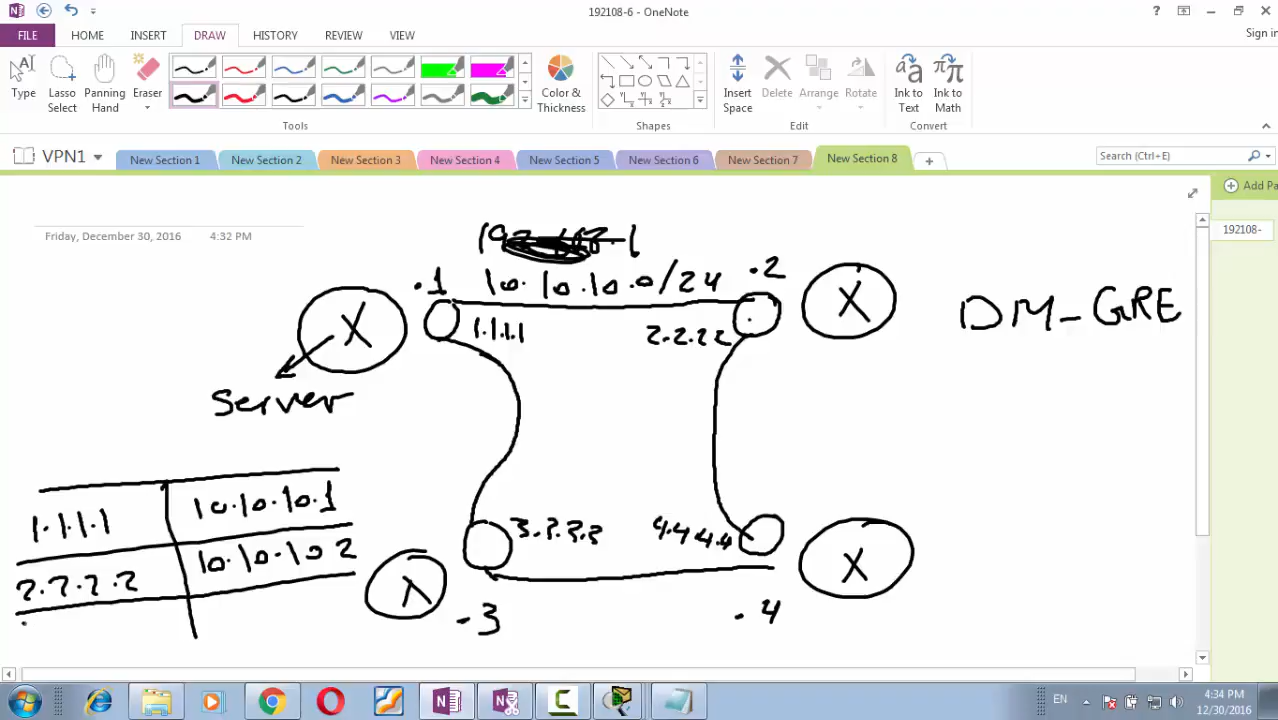 192108-6 - OneNote
?
FILE
HOME
INSERT
DRAW
HISTORY
REVIEW
VIEW
Sign in
Type
Lasso Select
Panning Hand
Eraser
Color & Thickness
Insert Space
Delete
Arrange
Rotate
Ink to Text
Ink to Math
Tools
Shapes
Edit
Convert
VPN1
New Section 1
New Section 2
New Section 3
New Section 4
New Section 5
New Section 6
New Section 7
New Section 8
Search (Ctrl+E)
Add Pa
192108-
Friday, December 30, 2016
4:32 PM
10.10.10.0/24
.1
.2
X
X
DM-GRE
1.1.1.1
2.2.2.2
Server
1.1.1.1
10.10.10.1
2.2.2.2
10.10.10 2
3.3.3.3
4.4.4.4
X
X
.3
.4
EN
4:34 PM
12/30/2016